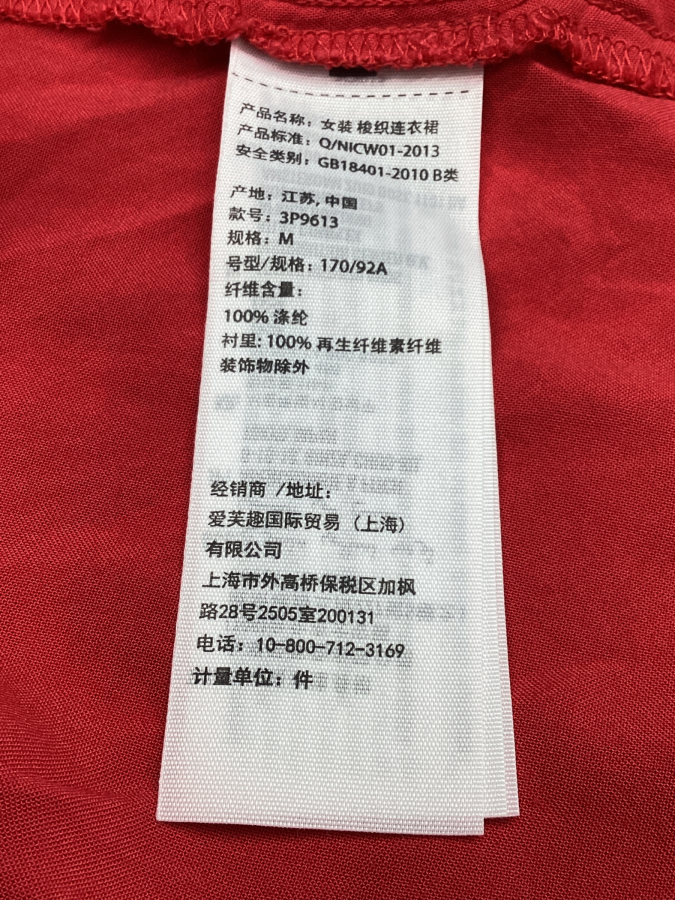 产品名称：女装 梭织连衣裙
产品标准：Q/NICW01-2013
安全类别：GB18401-2010 B类
产地：江苏, 中国
款号：3P9613
规格：M
号型/规格：170/92A
纤维含量：
100% 涤纶
衬里: 100% 再生纤维素纤维
装饰物除外
经销商 /地址：
爱芙趣国际贸易 (上海)
有限公司
上海市外高桥保税区加枫
路28号2505室200131
电话：10-800-712-3169
计量单位：件